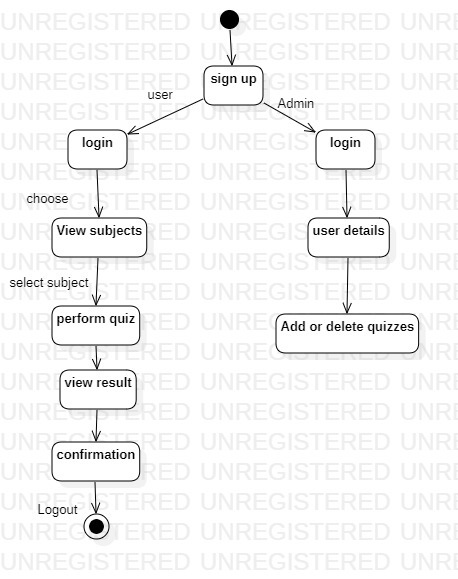 sign up
user
Admin
login
login
choose
View subjects
user details
select subject
perform quiz
Add or delete quizzes
view result
confirmation
Logout
UNREGISTERED